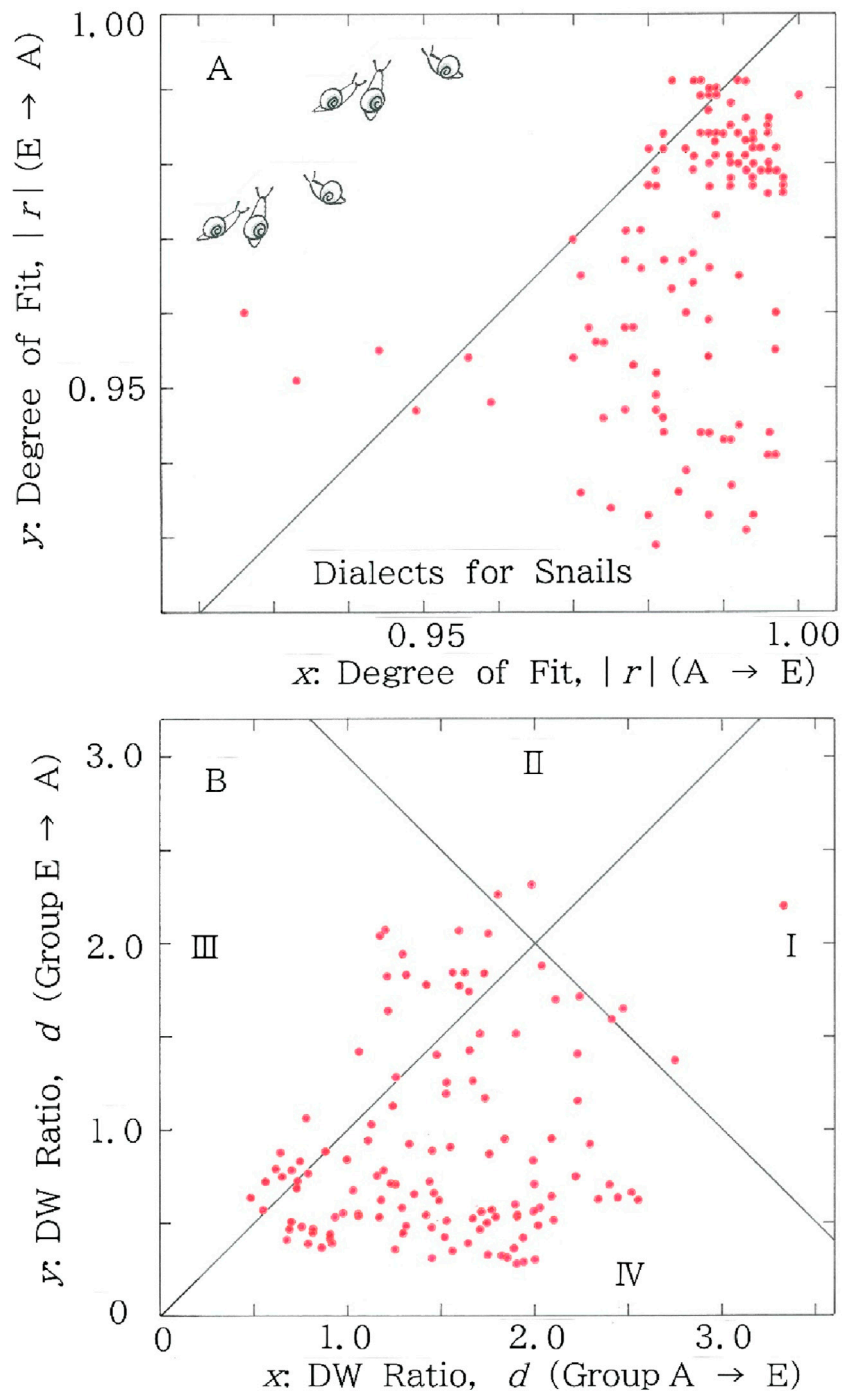 1.00
A
y: Degree of Fit, | r | (E → A)
0.95
Dialects for Snails
0.95 1.00
x: Degree of Fit, | r | (A → E)
3.0
B
Ⅱ
y: DW Ratio, d (Group E → A)
2.0
Ⅲ
Ⅰ
1.0
Ⅳ
0
0 1.0 2.0 3.0
x: DW Ratio, d (Group A → E)